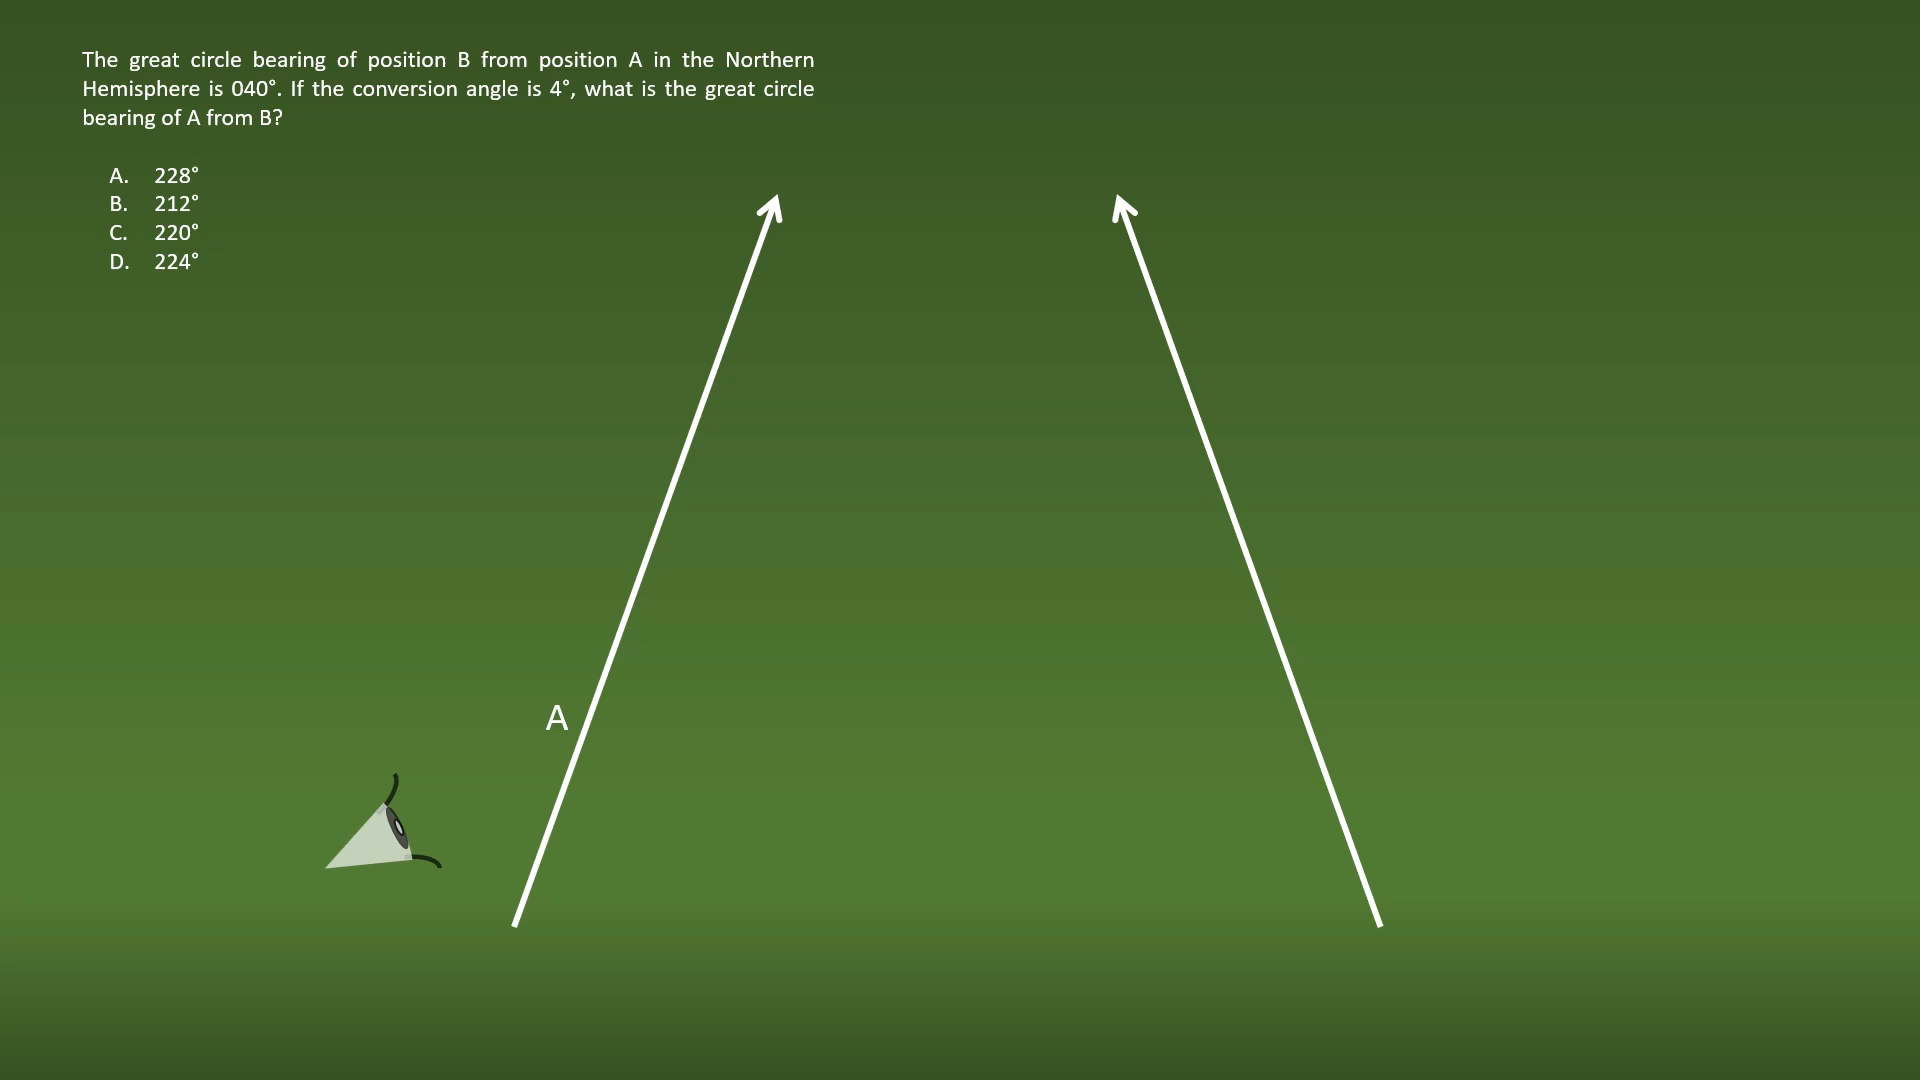 The great circle bearing of position B from position A in the Northern
Hemisphere is 040°. If the conversion angle is 4°, what is the great circle
bearing of A from B?
A. 228°
B. 212°
C. 220°
D. 224°
A